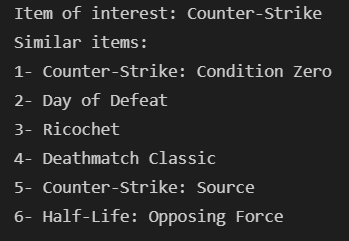 Item of interest: Counter-Strike
Similar items:
1- Counter-Strike: Condition Zero
2- Day of Defeat
3- Ricochet
4- Deathmatch Classic
5- Counter-Strike: Source
6- Half-Life: Opposing Force